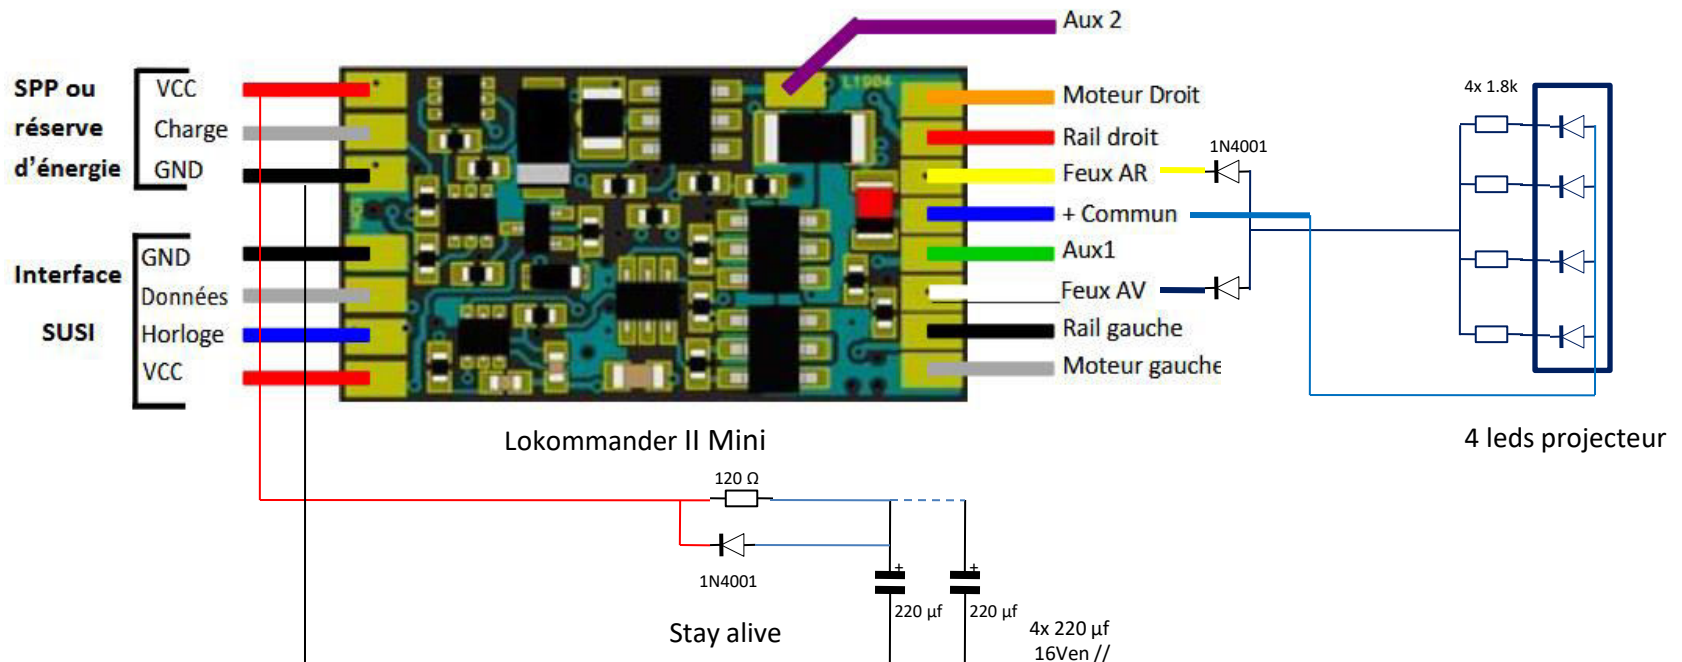 Aux 2
SPP ou
réserve
d'énergie
VCC
Charge
GND
Interface
SUSI
GND
Données
Horloge
VCC
L1904
Moteur Droit
Rail droit
Feux AR
+ Commun
Aux1
Feux AV
Rail gauche
Moteur gauche
1N4001
4x 1.8k
4 leds projecteur
Lokommander II Mini
120 Ω
1N4001
+
+
220 µf
220 µf
Stay alive
4x 220 µf
16Ven //